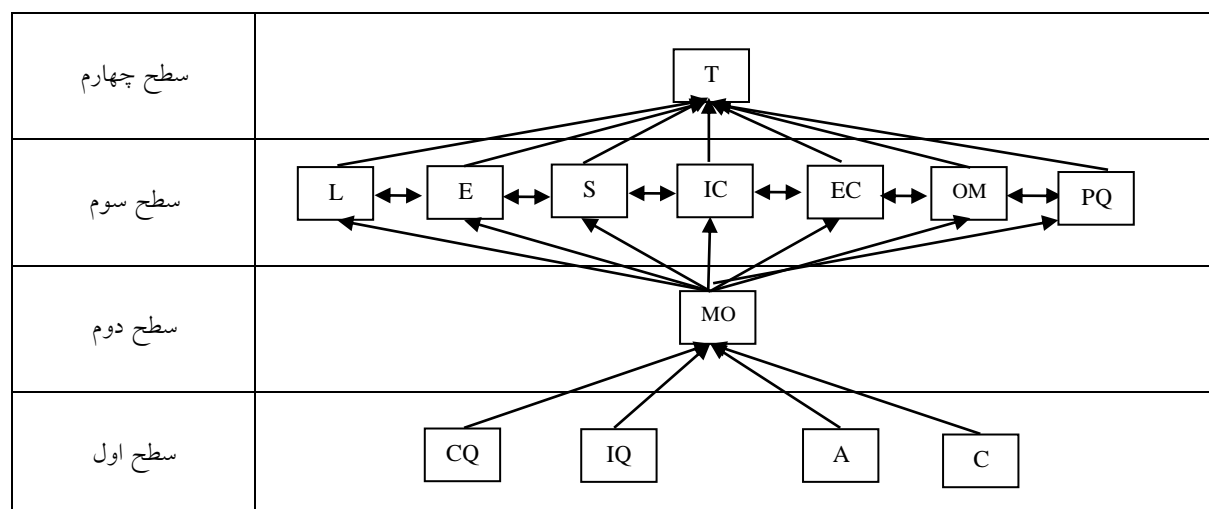 سطح چهارم
T
سطح سوم
L E S IC EC OM PQ
سطح دوم
MO
سطح اول
CQ IQ A C